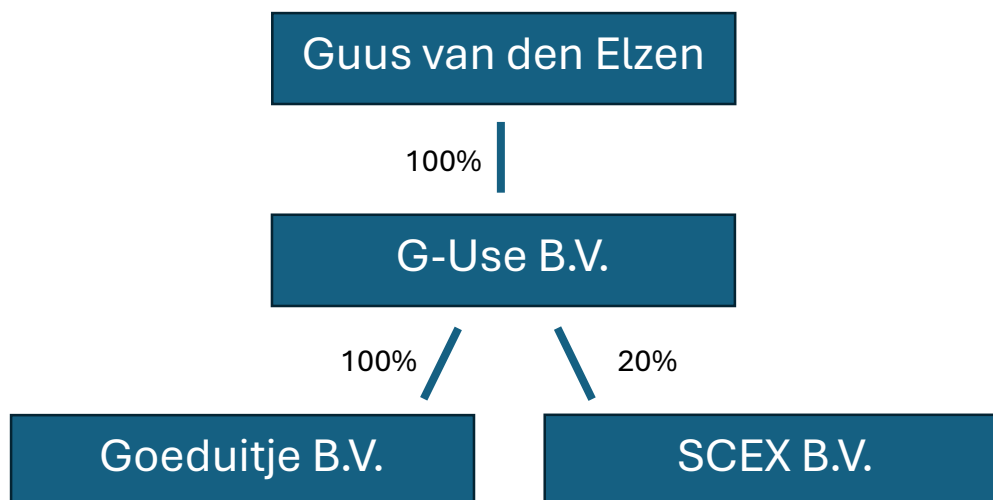 Guus van den Elzen
100%
G-Use B.V.
100%
20%
Goeduitje B.V.
SCEX B.V.